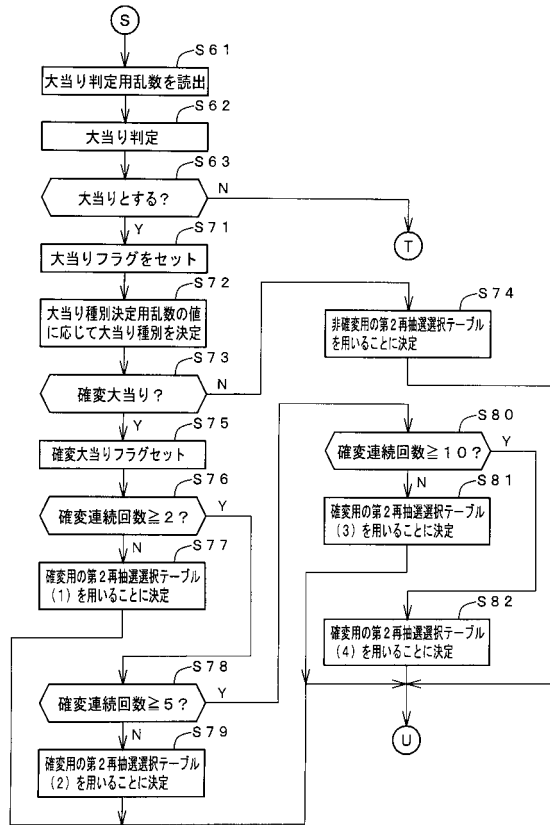 S
S61
大当り判定用乱数を読出
S62
大当り判定
S63
大当りとする?
N
Y
T
S71
大当りフラグをセット
S72
大当り種別決定用乱数の値
に応じて大当り種別を決定
S73
確変大当り?
N
Y
S74
非確変用の第2再抽選選択テーブル
を用いることに決定
S75
確変大当りフラグセット
S76
確変連続回数≧2?
Y
N
S77
確変用の第2再抽選選択テーブル
(1)を用いることに決定
S78
確変連続回数≧5?
Y
N
S79
確変用の第2再抽選選択テーブル
(2)を用いることに決定
S80
確変連続回数≧10?
Y
N
S81
確変用の第2再抽選選択テーブル
(3)を用いることに決定
S82
確変用の第2再抽選選択テーブル
(4)を用いることに決定
U